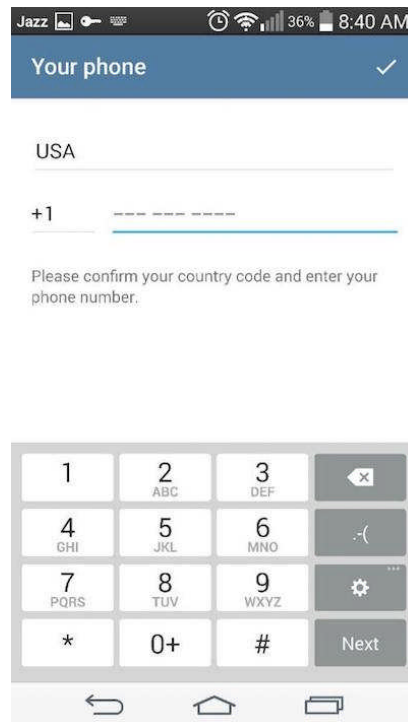 Jazz 36% 8:40 AM
Your phone
USA
+1 --- --- ----
Please confirm your country code and enter your
phone number.
1 2 3
ABC DEF
4 5 6 .-(
GHI JKL MNO
7 8 9
PQRS TUV WXYZ
* 0+ # Next